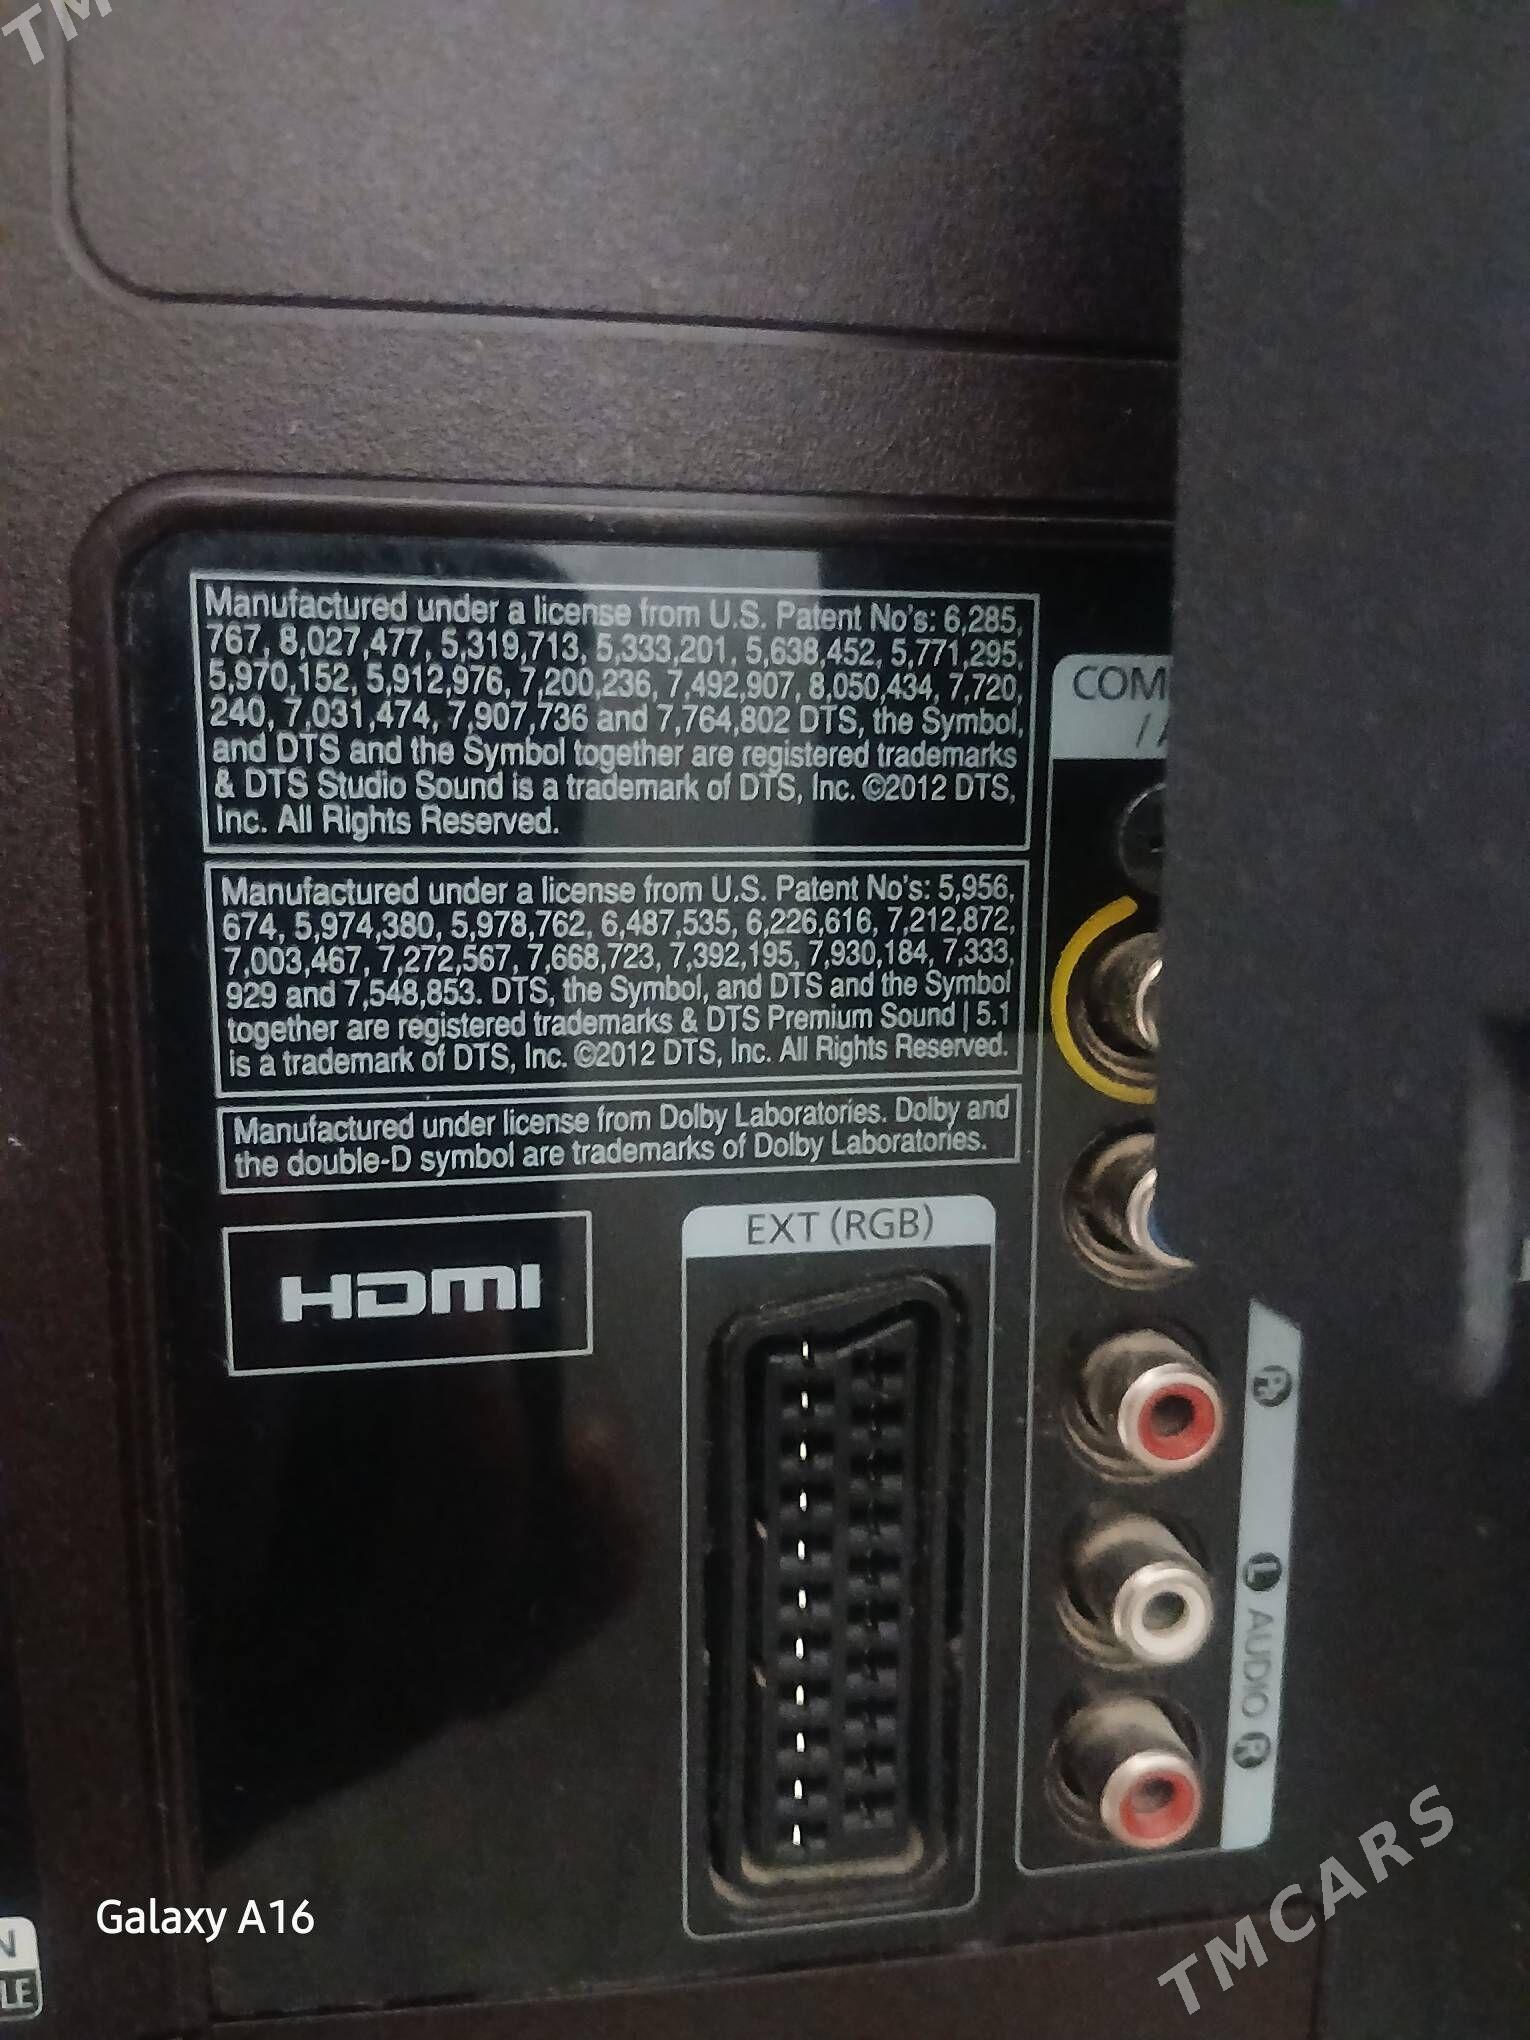 TM
Manufactured under a license from U.S. Patent No's: 6,285,
767, 8,027,477, 5,319,713, 5,333,201, 5,638,452, 5,771,295,
5,970,152, 5,912,976, 7,200,236, 7,492,907, 8,050,434, 7,720,
240, 7,031,474, 7,907,736 and 7,764,802 DTS, the Symbol,
and DTS and the Symbol together are registered trademarks
& DTS Studio Sound is a trademark of DTS, Inc. ©2012 DTS,
Inc. All Rights Reserved.
Manufactured under a license from U.S. Patent No's: 5,956,
674, 5,974,380, 5,978,762, 6,487,535, 6,226,616, 7,212,872,
7,003,467, 7,272,567, 7,668,723, 7,392,195, 7,930,184, 7,333,
929 and 7,548,853. DTS, the Symbol, and DTS and the Symbol
together are registered trademarks & DTS Premium Sound | 5.1
is a trademark of DTS, Inc. ©2012 DTS, Inc. All Rights Reserved.
Manufactured under license from Dolby Laboratories. Dolby and
the double-D symbol are trademarks of Dolby Laboratories.
HDMI
EXT (RGB)
COM
/ A
PR
L AUDIO R
Galaxy A16
N
LE
TMCARS